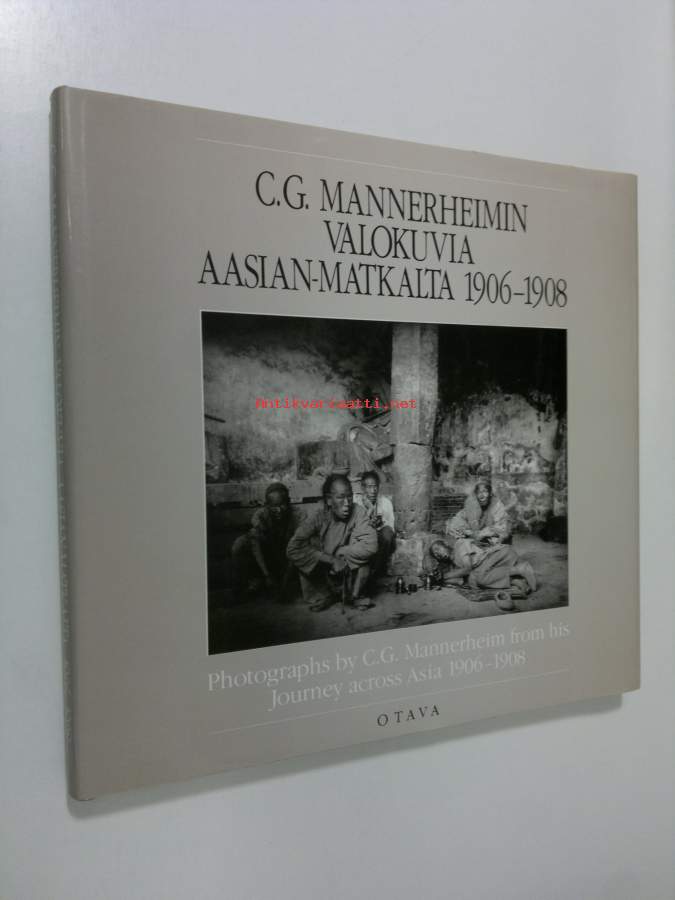 C.G. MANNERHEIMIN
VALOKUVIA
AASIAN-MATKALTA 1906–1908
Antikvariaatti.net
Photographs by C.G. Mannerheim from his
Journey across Asia 1906–1908
OTAVA